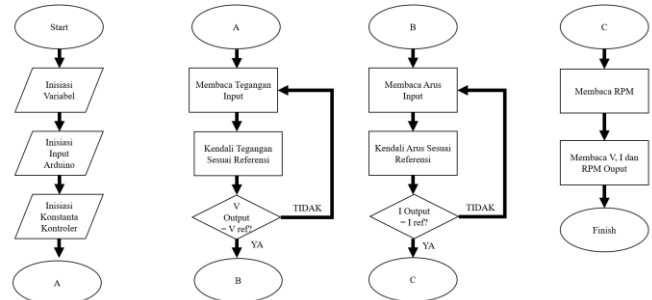 Start
Inisiasi
Variabel
Inisiasi
Input
Arduino
Inisiasi
Konstanta
Kontroler
A
A
Membaca Tegangan
Input
Kendali Tegangan
Sesuai Referensi
V
Output
= V ref?
TIDAK
YA
B
B
Membaca Arus
Input
Kendali Arus Sesuai
Referensi
I Output
= I ref?
TIDAK
YA
C
C
Membaca RPM
Membaca V, I dan
RPM Ouput
Finish